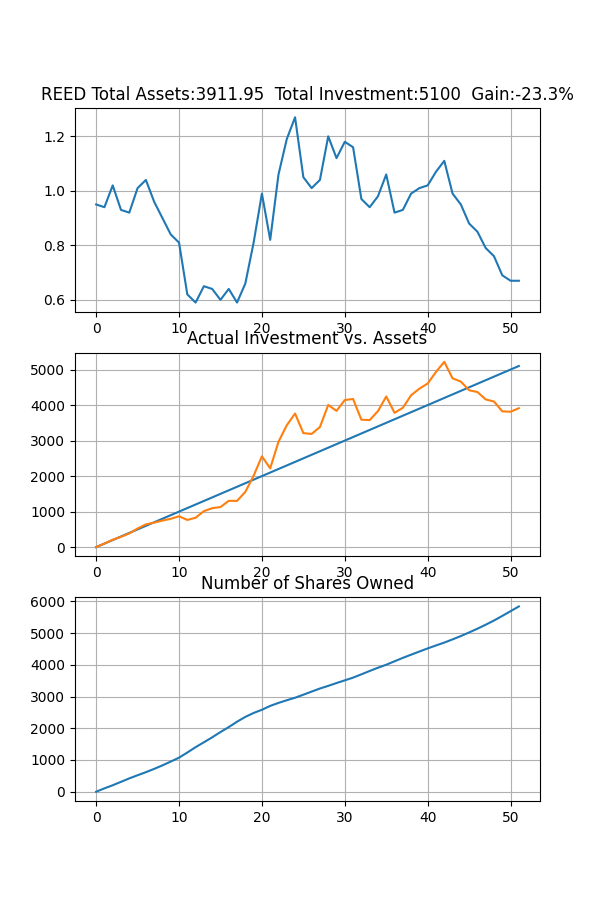 REED Total Assets:3911.95  Total Investment:5100  Gain:-23.3%
1.2
1.0
0.8
0.6
0 10 20 30 40 50
Actual Investment vs. Assets
5000
4000
3000
2000
1000
0
0 10 20 30 40 50
Number of Shares Owned
6000
5000
4000
3000
2000
1000
0
0 10 20 30 40 50